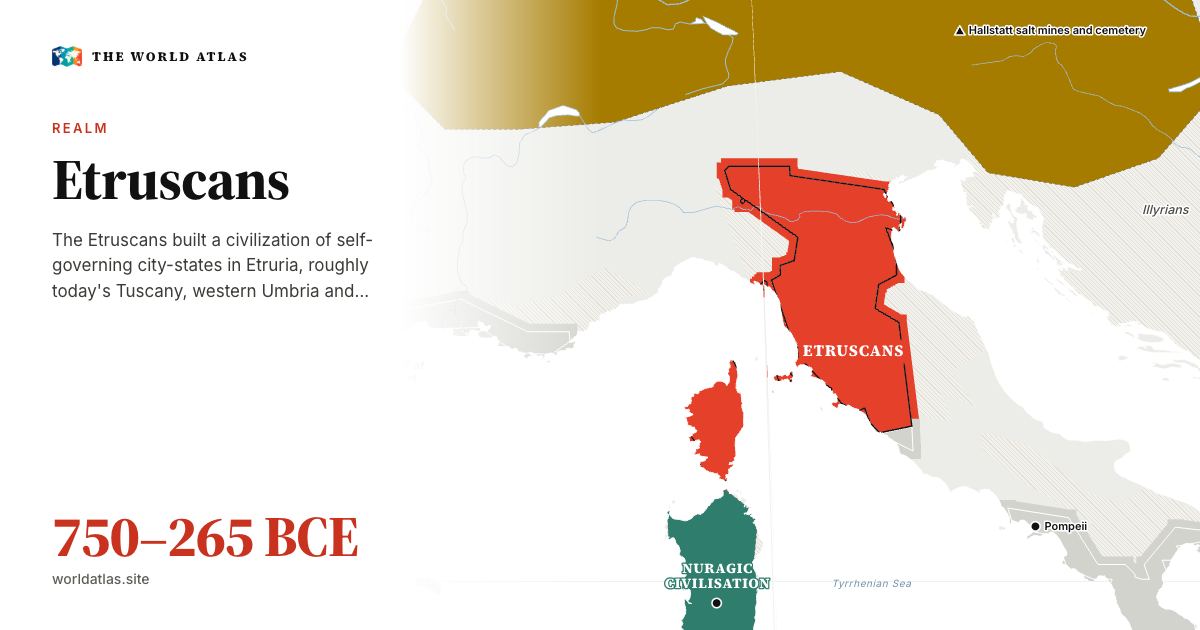 THE WORLD ATLAS
REALM
Etruscans
The Etruscans built a civilization of self-
governing city-states in Etruria, roughly
today's Tuscany, western Umbria and...
750–265 BCE
worldatlas.site
Hallstatt salt mines and cemetery
Illyrians
ETRUSCANS
Pompeii
NURAGIC
CIVILISATION
Tyrrhenian Sea